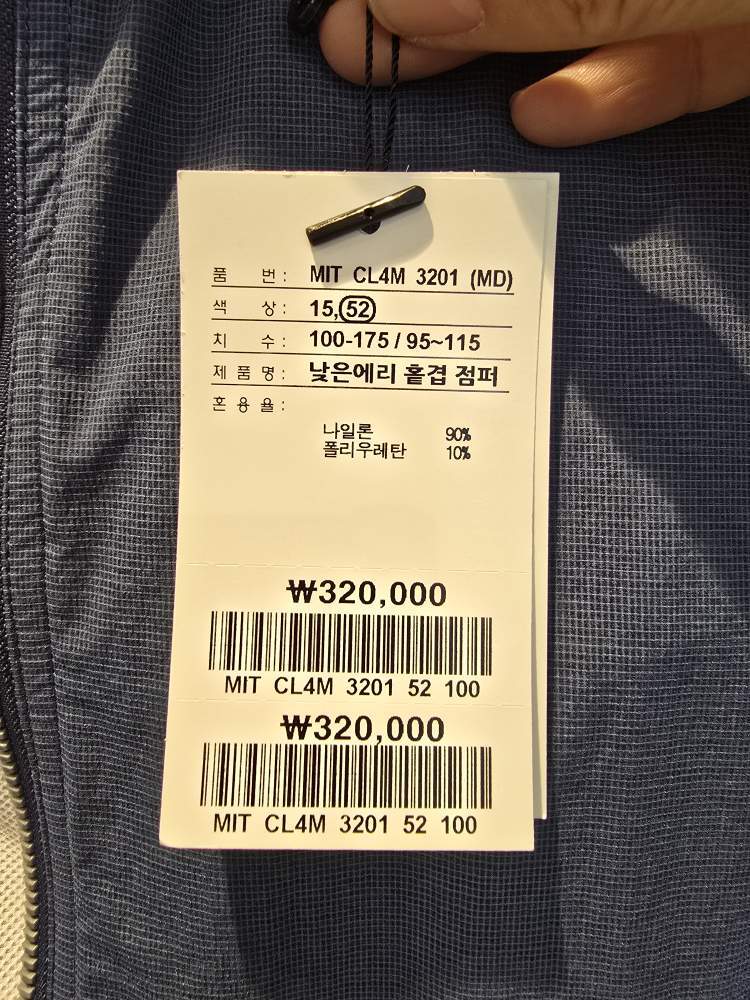 품 번 : MIT CL4M 3201 (MD)
색 상 : 15,52
치 수 : 100-175 / 95~115
제 품 명 : 낮은에리 홑겹 점퍼
혼 용 율 :
나일론 90%
폴리우레탄 10%
₩320,000
MIT CL4M 3201 52 100
₩320,000
MIT CL4M 3201 52 100